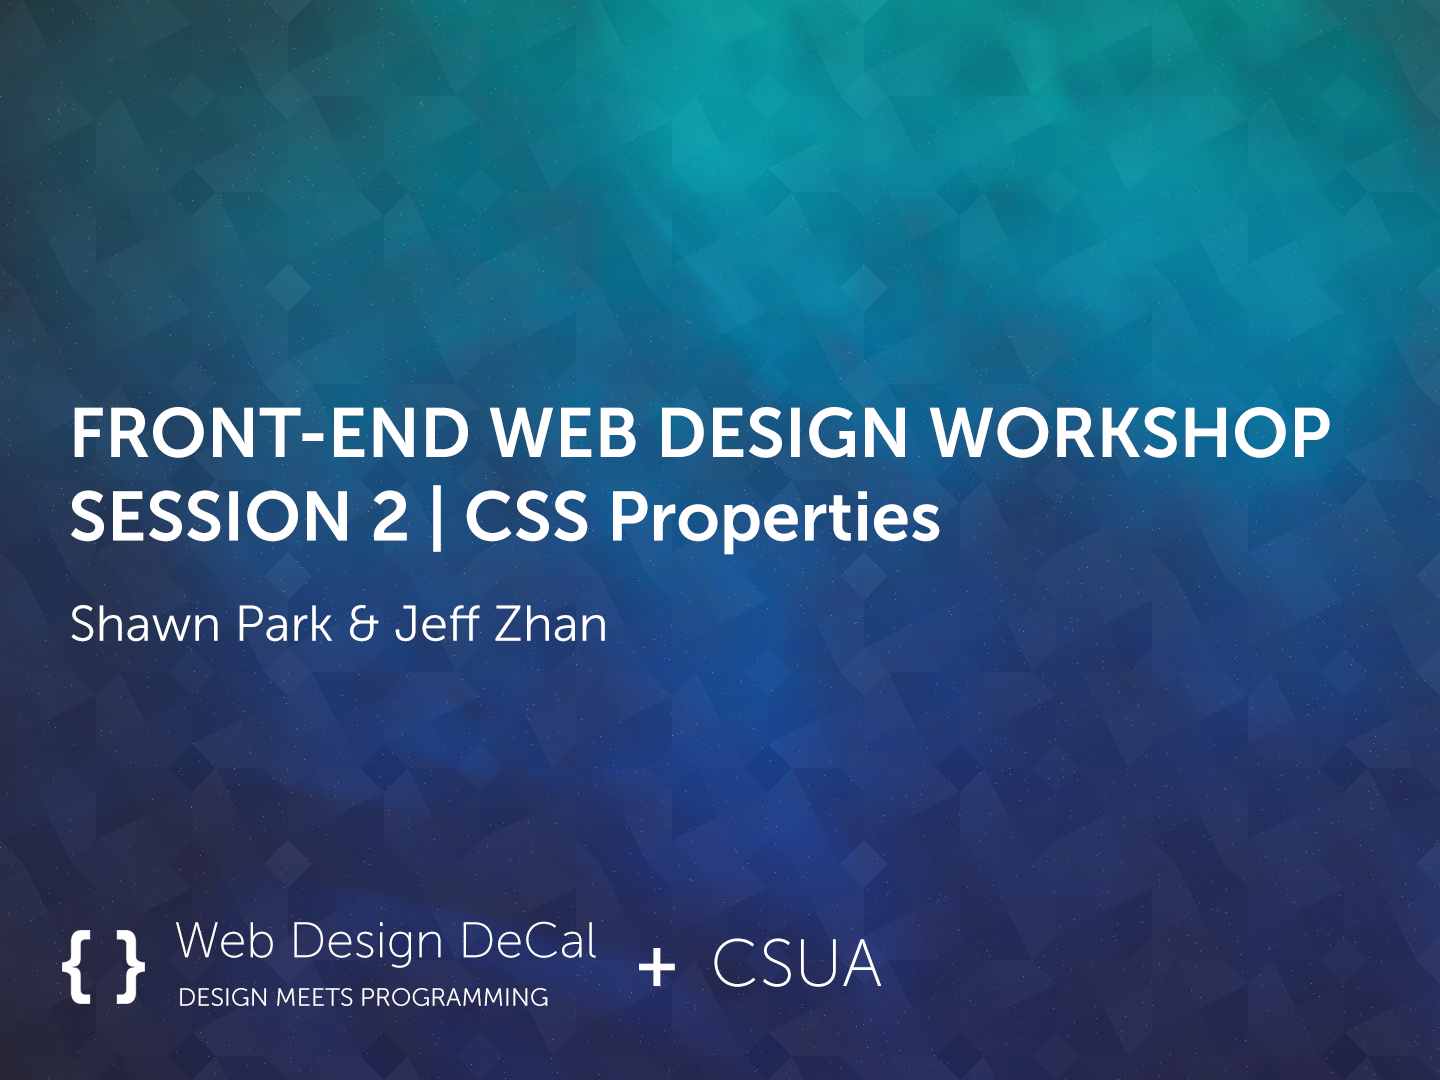 FRONT-END WEB DESIGN WORKSHOP
SESSION 2 | CSS Properties
Shawn Park & Jeff Zhan
{ } Web Design DeCal + CSUA
DESIGN MEETS PROGRAMMING